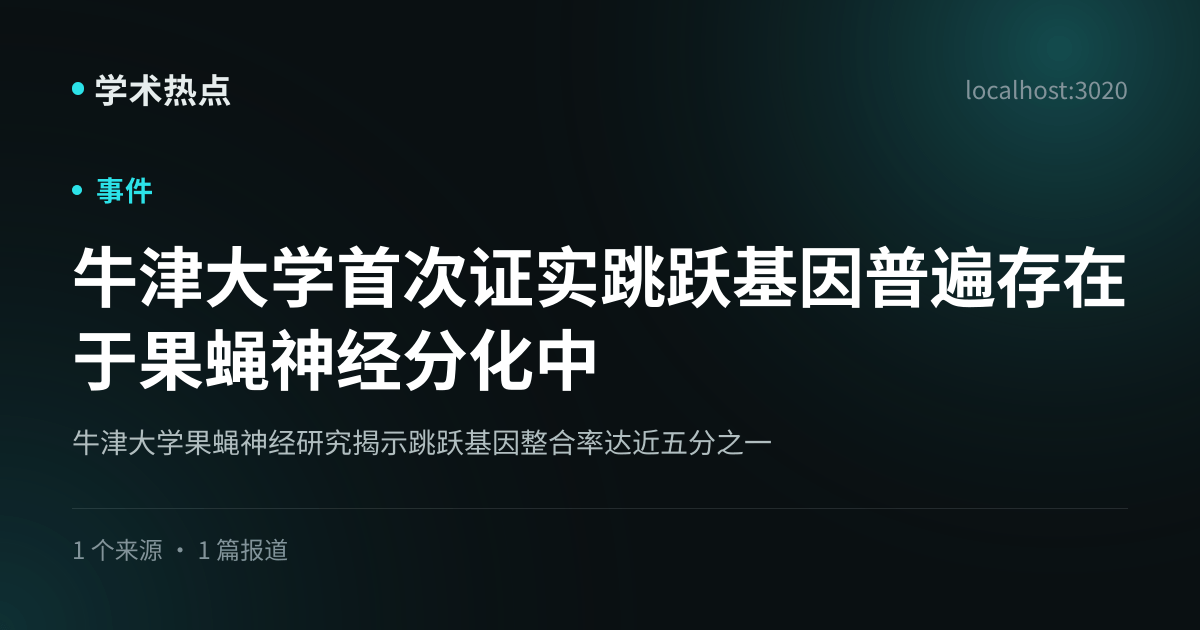 学术热点
localhost:3020
事件
牛津大学首次证实跳跃基因普遍存在
于果蝇神经分化中
牛津大学果蝇神经研究揭示跳跃基因整合率达近五分之一
1 个来源 · 1 篇报道